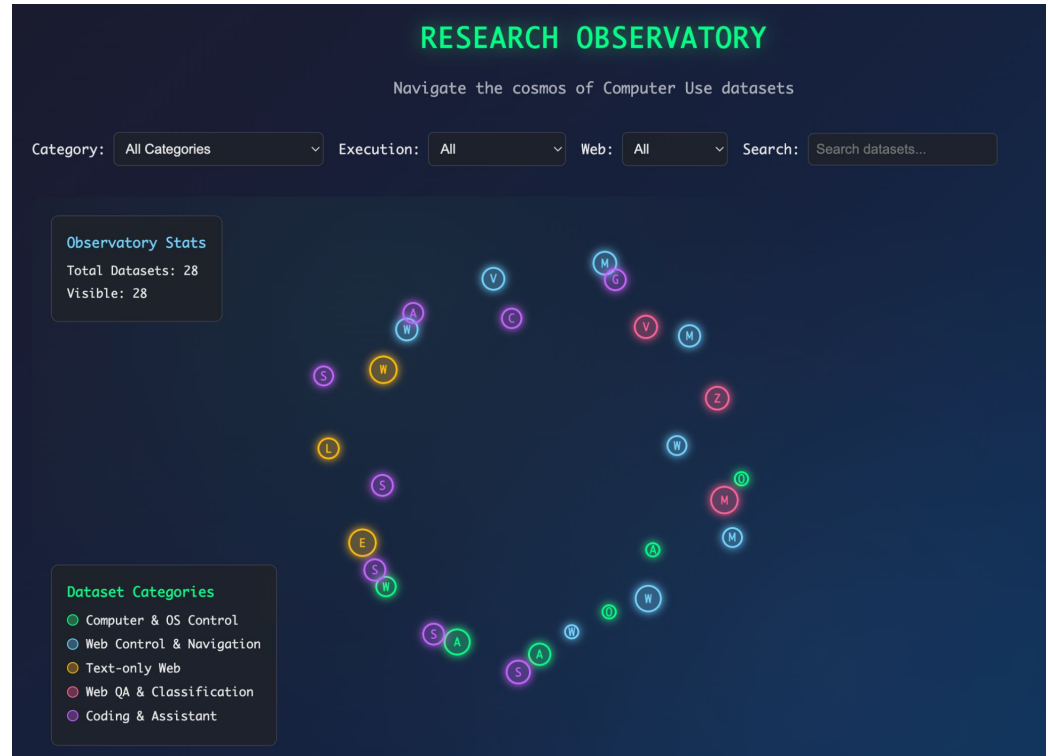 RESEARCH OBSERVATORY
Navigate the cosmos of Computer Use datasets
Category: All Categories Execution: All Web: All Search: Search datasets...
Observatory Stats
Total Datasets: 28
Visible: 28
M
V
G
A
C
W
V
M
W
S
Z
W
L
O
S
M
M
E
A
S
W
W
O
W
S
A
A
S
Dataset Categories
Computer & OS Control
Web Control & Navigation
Text-only Web
Web QA & Classification
Coding & Assistant